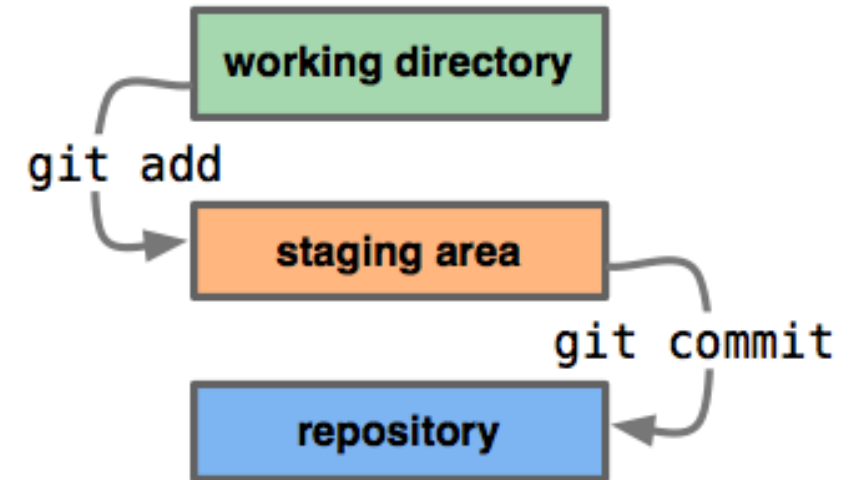 working directory
git add
staging area
git commit
repository